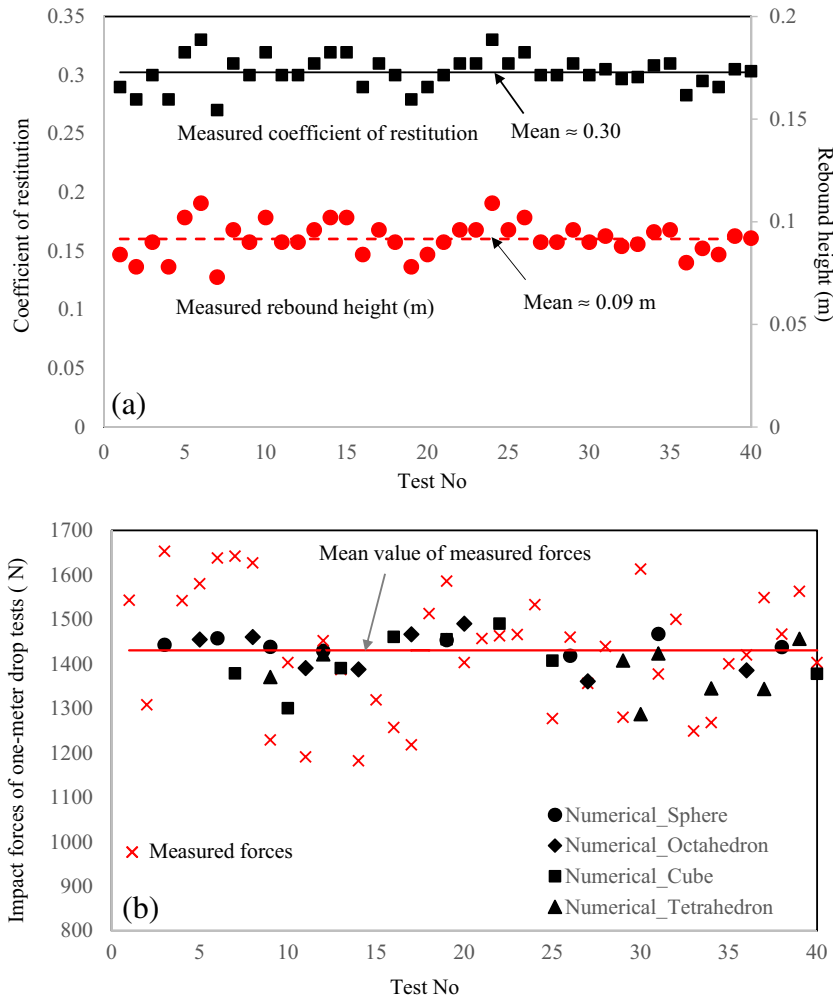 0.35
0.3
0.25
0.2
0.15
0.1
0.05
0
Coefficient of restitution
0.2
0.15
0.1
0.05
0
Rebound height (m)
Measured coefficient of restitution
Mean ≈ 0.30
Measured rebound height (m)
Mean ≈ 0.09 m
(a)
0 5 10 15 20 25 30 35 40
Test No
1700
1600
1500
1400
1300
1200
1100
1000
900
800
Impact forces of one-meter drop tests ( N)
Mean value of measured forces
Measured forces
Numerical_Sphere
Numerical_Octahedron
Numerical_Cube
Numerical_Tetrahedron
(b)
0 5 10 15 20 25 30 35 40
Test No